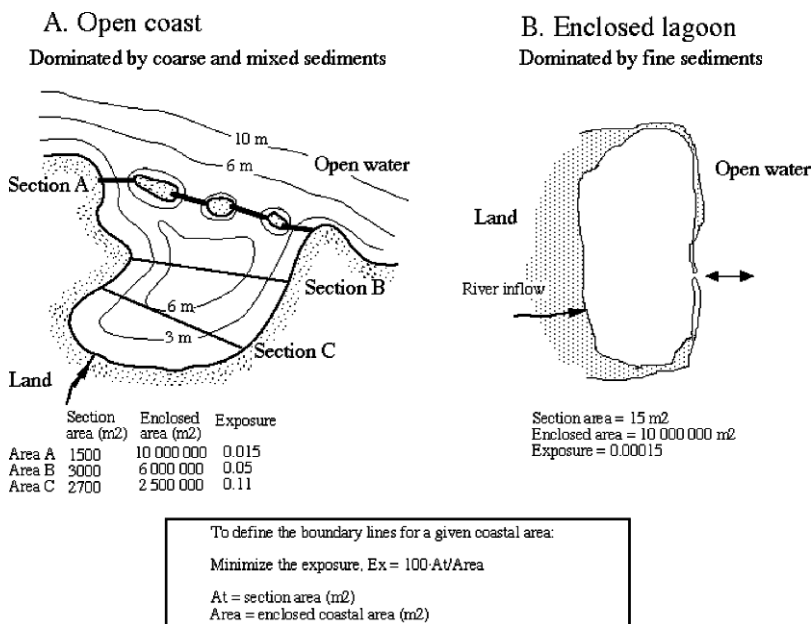 A. Open coast
Dominated by coarse and mixed sediments
10 m
6 m
Open water
Section A
Section B
6 m
3 m
Section C
Land
Section area (m2) Enclosed area (m2) Exposure
Area A 1500 10 000 000 0.015
Area B 3000 6 000 000 0.05
Area C 2700 2 500 000 0.11
B. Enclosed lagoon
Dominated by fine sediments
Open water
Land
River inflow
Section area = 15 m2
Enclosed area = 10 000 000 m2
Exposure = 0.00015
To define the boundary lines for a given coastal area:
Minimize the exposure, Ex = 100·At/Area
At = section area (m2)
Area = enclosed coastal area (m2)